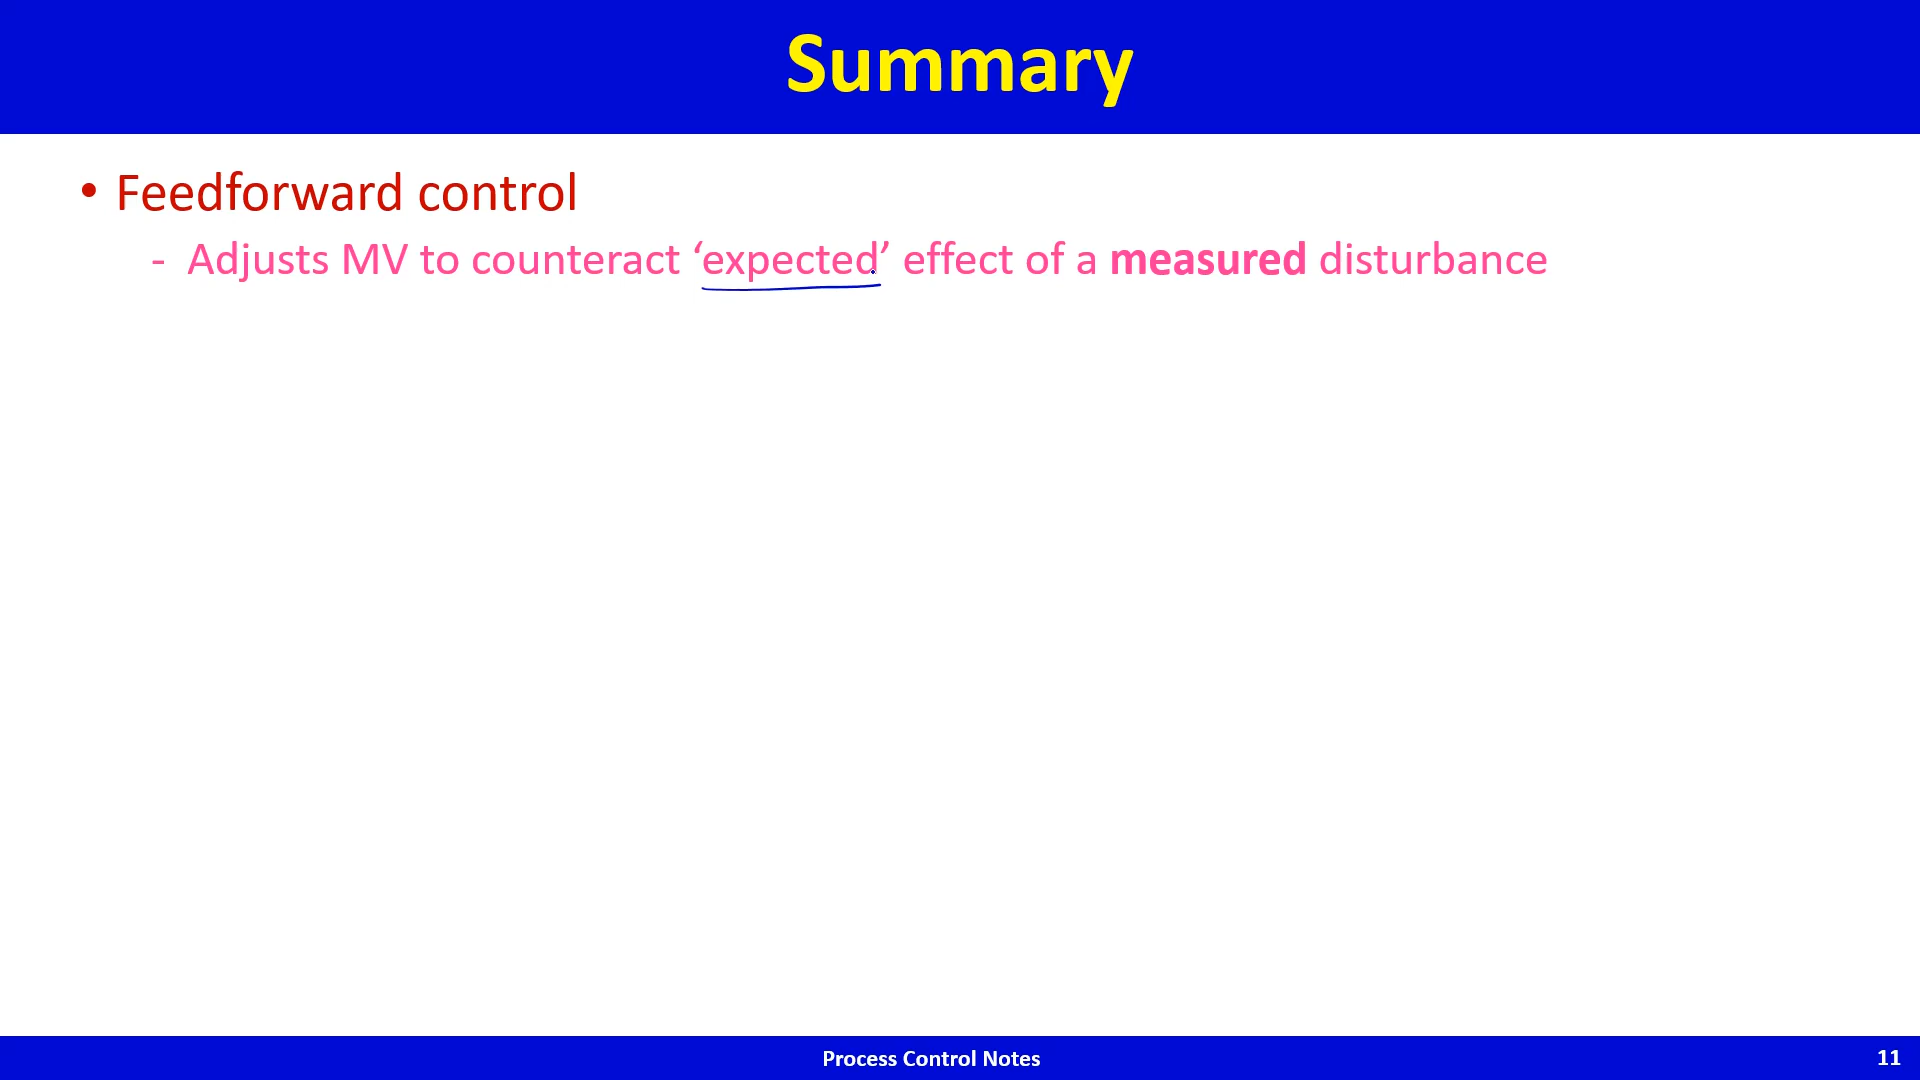 Summary
• Feedforward control
- Adjusts MV to counteract ‘expected’ effect of a measured disturbance
Process Control Notes
11